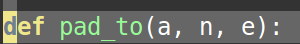 def pad_to(a, n, e):